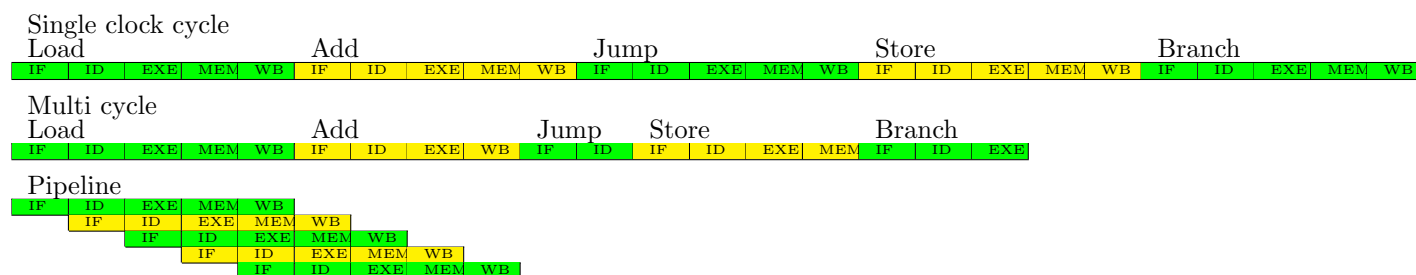 Single clock cycle
Load Add Jump Store Branch
IF ID EXE MEM WB IF ID EXE MEM WB IF ID EXE MEM WB IF ID EXE MEM WB IF ID EXE MEM WB
Multi cycle
Load Add Jump Store Branch
IF ID EXE MEM WB IF ID EXE WB IF ID IF ID EXE MEM IF ID EXE
Pipeline
IF ID EXE MEM WB
IF ID EXE MEM WB
IF ID EXE MEM WB
IF ID EXE MEM WB
IF ID EXE MEM WB